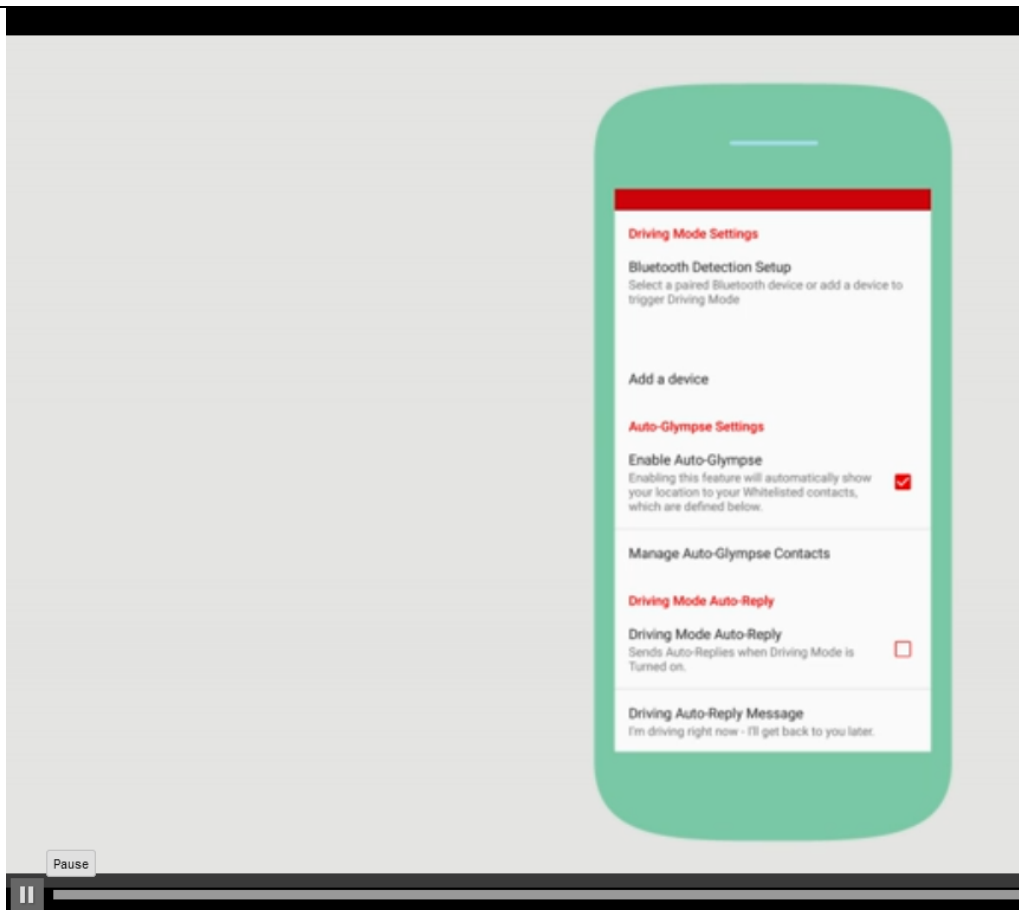 Driving Mode Settings
Bluetooth Detection Setup
Select a paired Bluetooth device or add a device to
trigger Driving Mode
Add a device
Auto-Glympse Settings
Enable Auto-Glympse
Enabling this feature will automatically show
your location to your Whitelisted contacts,
which are defined below.
Manage Auto-Glympse Contacts
Driving Mode Auto-Reply
Driving Mode Auto-Reply
Sends Auto-Replies when Driving Mode is
Turned on.
Driving Auto-Reply Message
I'm driving right now - I'll get back to you later.
Pause